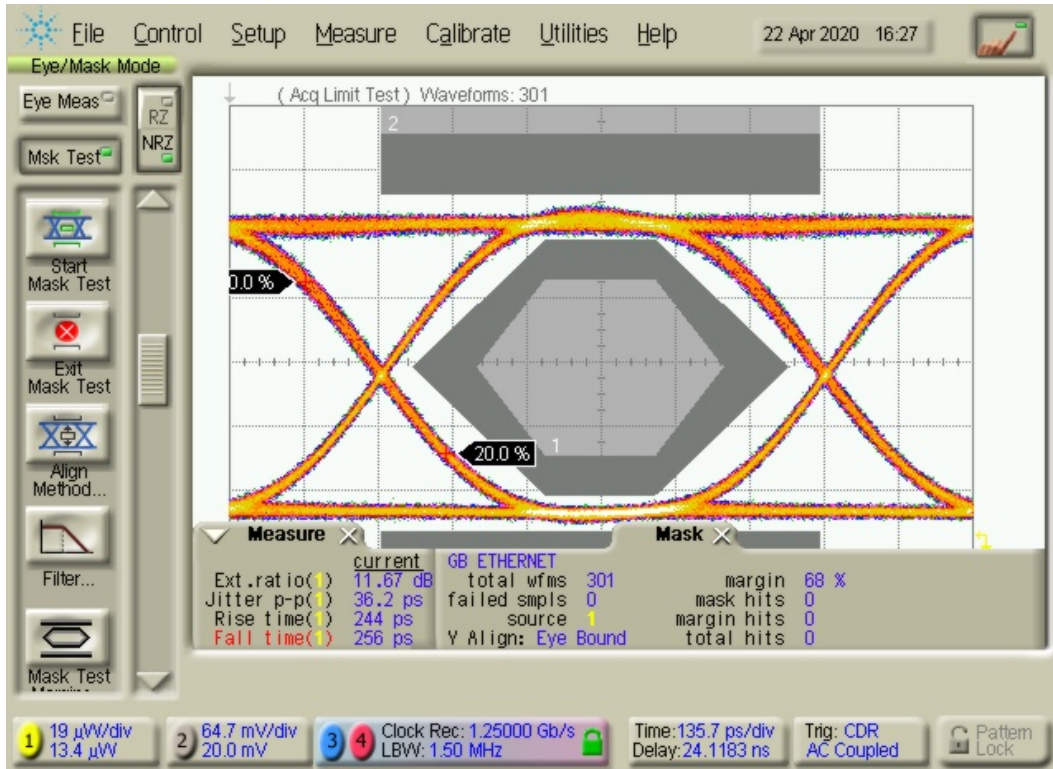 File Control Setup Measure Calibrate Utilities Help 22 Apr 2020 16:27
Eye/Mask Mode
Eye Meas
RZ
NRZ
Msk Test
( Acq Limit Test ) Waveforms: 301
2
Start
Mask Test
0.0 %
Exit
Mask Test
20.0 %
1
Align
Method...
Filter...
Mask Test
Measure
current
Ext.ratio(1) 11.67 dB
Jitter p-p(1) 36.2 ps
Rise time(1) 244 ps
Fall time(1) 256 ps
Mask
GB ETHERNET
total wfms 301 margin 68 %
failed smpls 0 mask hits 0
source 1 margin hits 0
Y Align: Eye Bound total hits 0
1 19 µW/div
13.4 µW
2 64.7 mV/div
20.0 mV
3 4 Clock Rec: 1.25000 Gb/s
LBW: 1.50 MHz
Time:135.7 ps/div
Delay:24.1183 ns
Trig: CDR
AC Coupled
Pattern
Lock